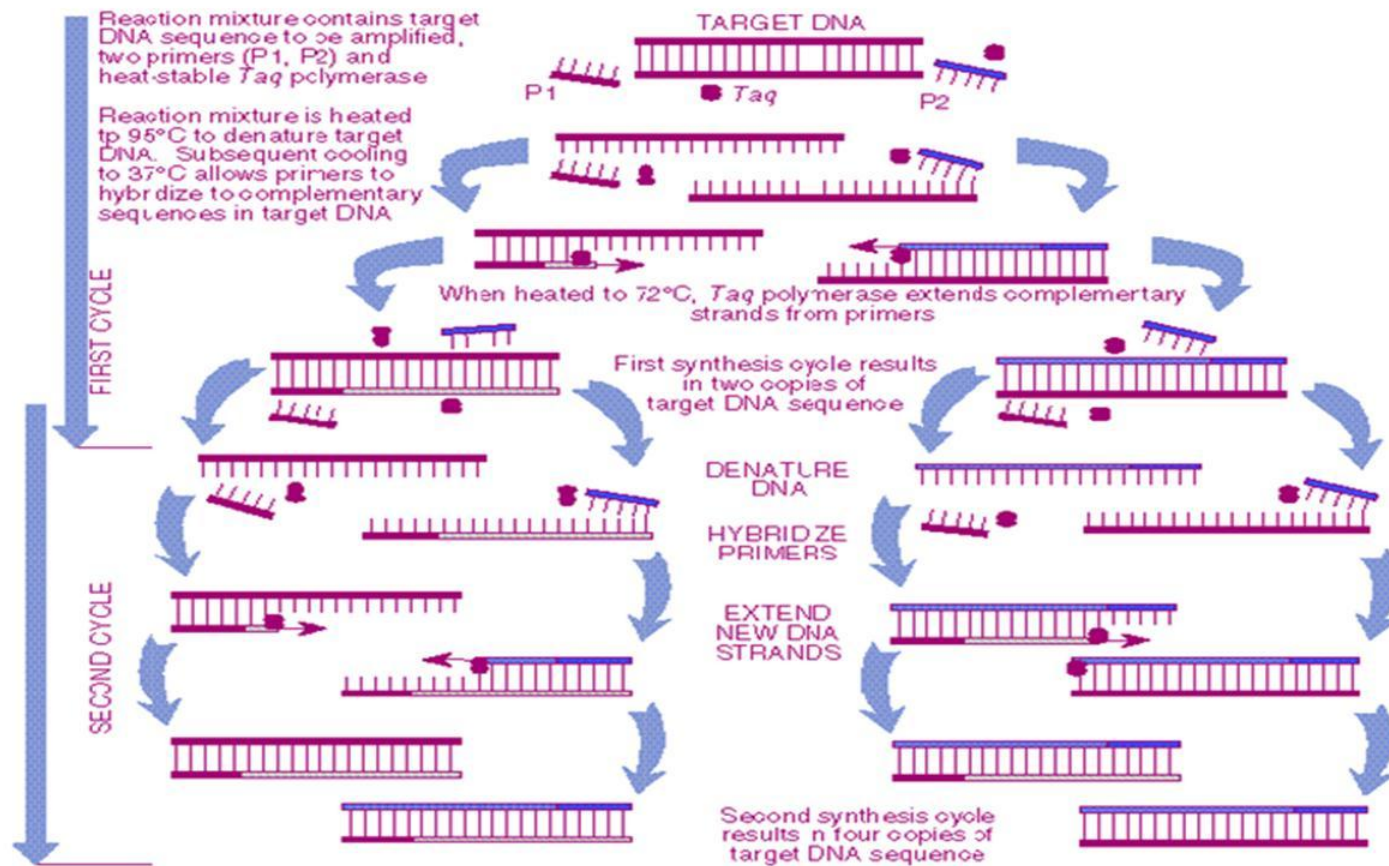 Reaction mixture contains target
DNA sequence to be amplified,
two primers (P1, P2) and
heat-stable Taq polymerase
TARGET DNA
P1
Taq
P2
Reaction mixture is heated
tp 95°C to denature target
DNA. Subsequent cooling
to 37°C allows primers to
hybridize to complementary
sequences in target DNA
FIRST CYCLE
When heated to 72°C, Taq polymerase extends complementary
strands from primers
First synthesis cycle results
in two copies of
target DNA sequence
SECOND CYCLE
DENATURE
DNA
HYBRIDIZE
PRIMERS
EXTEND
NEW DNA
STRANDS
Second synthesis cycle
results in four copies of
target DNA sequence